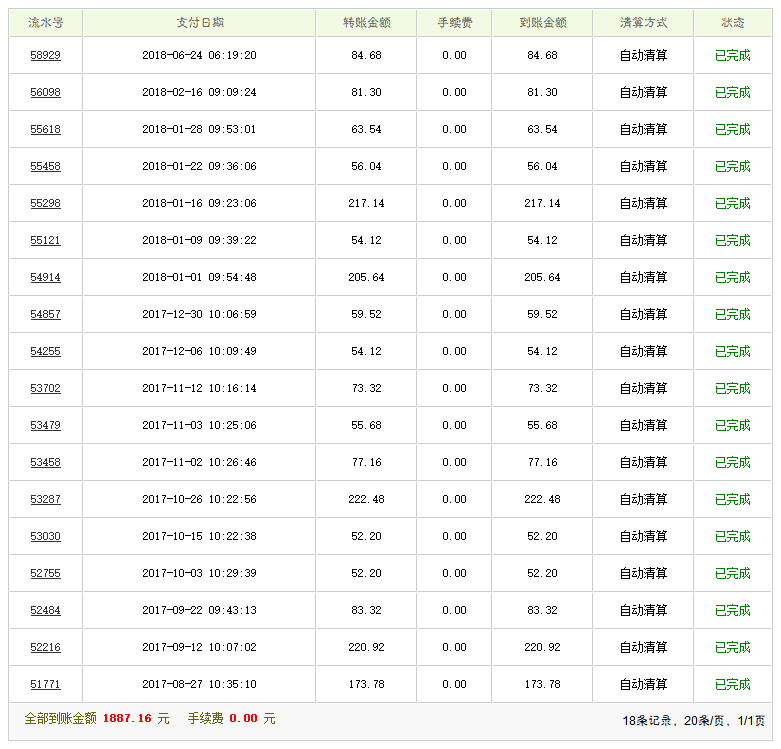 流水号 支付日期 转账金额 手续费 到账金额 清算方式 状态
58929 2018-06-24 06:19:20 84.68 0.00 84.68 自动清算 已完成
56098 2018-02-16 09:09:24 81.30 0.00 81.30 自动清算 已完成
55618 2018-01-28 09:53:01 63.54 0.00 63.54 自动清算 已完成
55458 2018-01-22 09:36:06 56.04 0.00 56.04 自动清算 已完成
55298 2018-01-16 09:23:06 217.14 0.00 217.14 自动清算 已完成
55121 2018-01-09 09:39:22 54.12 0.00 54.12 自动清算 已完成
54914 2018-01-01 09:54:48 205.64 0.00 205.64 自动清算 已完成
54857 2017-12-30 10:06:59 59.52 0.00 59.52 自动清算 已完成
54255 2017-12-06 10:09:49 54.12 0.00 54.12 自动清算 已完成
53702 2017-11-12 10:16:14 73.32 0.00 73.32 自动清算 已完成
53479 2017-11-03 10:25:06 55.68 0.00 55.68 自动清算 已完成
53458 2017-11-02 10:26:46 77.16 0.00 77.16 自动清算 已完成
53287 2017-10-26 10:22:56 222.48 0.00 222.48 自动清算 已完成
53030 2017-10-15 10:22:38 52.20 0.00 52.20 自动清算 已完成
52755 2017-10-03 10:29:39 52.20 0.00 52.20 自动清算 已完成
52484 2017-09-22 09:43:13 83.32 0.00 83.32 自动清算 已完成
52216 2017-09-12 10:07:02 220.92 0.00 220.92 自动清算 已完成
51771 2017-08-27 10:35:10 173.78 0.00 173.78 自动清算 已完成
全部到账金额 1887.16 元 手续费 0.00 元 18条记录，20条/页，1/1页